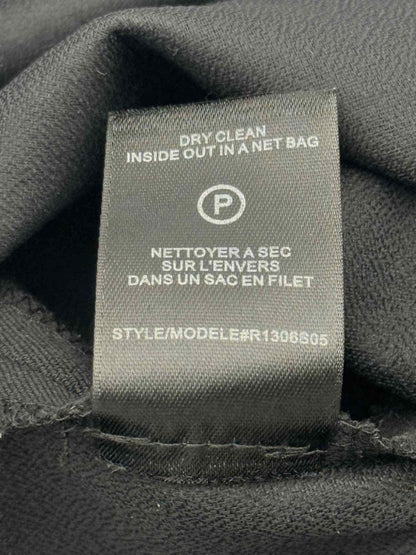 DRY CLEAN
INSIDE OUT IN A NET BAG
P
NETTOYER A SEC
SUR L'ENVERS
DANS UN SAC EN FILET
STYLE/MODELE#R1306S05